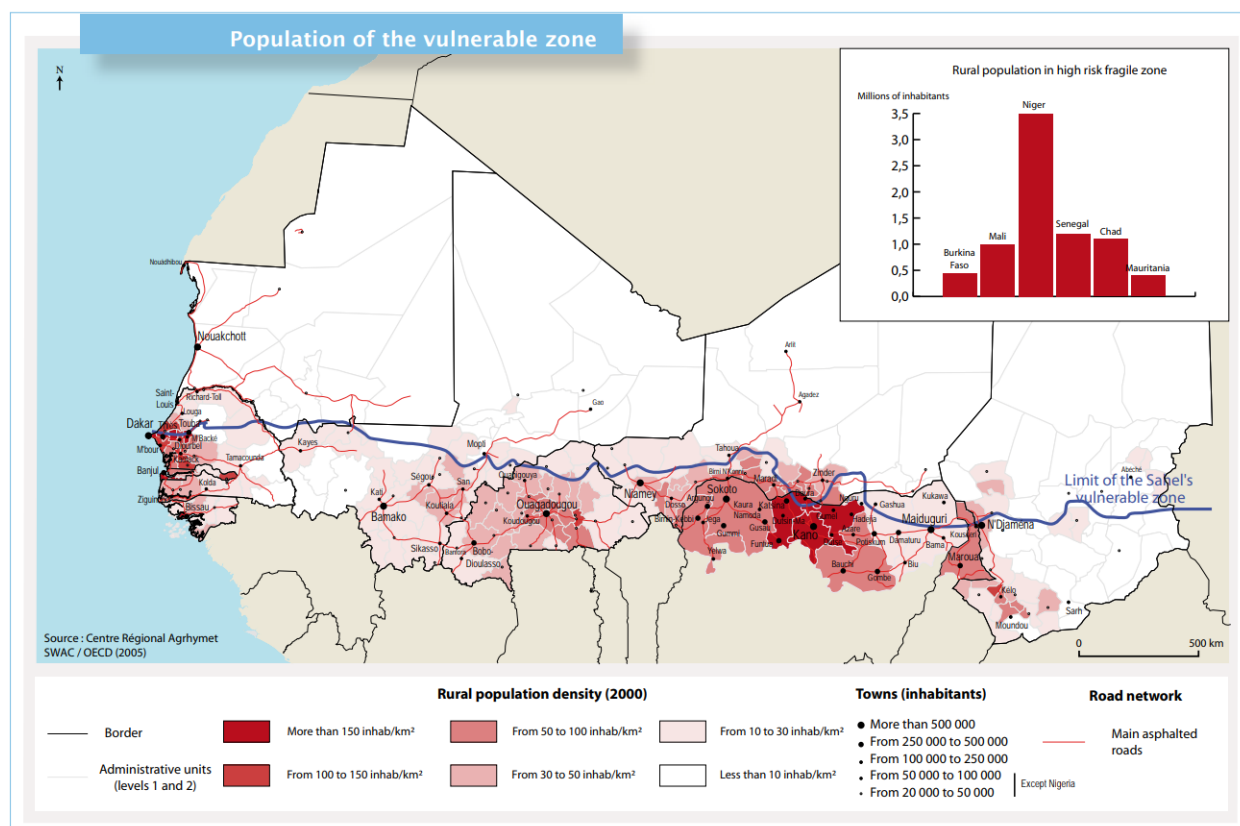 Population of the vulnerable zone
N
Rural population in high risk fragile zone
Millions of inhabitants
3,5
3,0
2,5
2,0
1,5
1,0
0,5
0,0
Burkina
Faso
Mali
Niger
Senegal
Chad
Mauritania
Nouadhibou
Nouakchott
Saint-
Louis
Richard-Toll
Louga
Dakar
Touba
M'Backé
M'bour
Tamacounda
Banjul
Kolda
Bissau
Kayes
Gao
Mopti
Ségou
San
Kati
Bamako
Sikasso
Ouahigouya
Ouagadougou
Koudougou
Banfora
Bobo-
Dioulasso
Niamey
Dosso
Arlit
Agadez
Tahoua
Birni N'Konni
Maradi
Zinder
Sokoto
Argungu
Kaura
Namoda
Birnin-Kebbi
Jega
Gummi
Gusau
Yelwa
Katsina
Funtua
Kano
Nguru
Hadejia
Azare
Potiskum
Bauchi
Gombe
Gashua
Damaturu
Biu
Kukawa
Maiduguri
Bama
Kousseri
N'Djamena
Maroua
Kélo
Moundou
Sarh
Abéché
Limit of the Sahel's
vulnerable zone
0
500 km
Source : Centre Régional Agrhymet
SWAC / OECD (2005)
Rural population density (2000)
Towns (inhabitants)
Road network
Border
Administrative units
(levels 1 and 2)
More than 150 inhab/km²
From 100 to 150 inhab/km²
From 50 to 100 inhab/km²
From 30 to 50 inhab/km²
From 10 to 30 inhab/km²
Less than 10 inhab/km²
More than 500 000
From 250 000 to 500 000
From 100 000 to 250 000
From 50 000 to 100 000
From 20 000 to 50 000
Except Nigeria
Main asphalted
roads